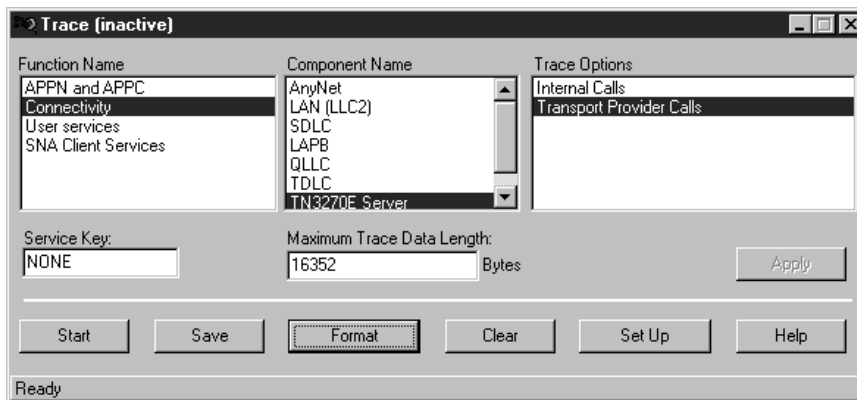 Trace (inactive)
Function Name
APPN and APPC
Connectivity
User services
SNA Client Services
Component Name
AnyNet
LAN (LLC2)
SDLC
LAPB
QLLC
TDLC
TN3270E Server
Trace Options
Internal Calls
Transport Provider Calls
Service Key:
NONE
Maximum Trace Data Length:
16352 Bytes
Apply
Start Save Format Clear Set Up Help
Ready